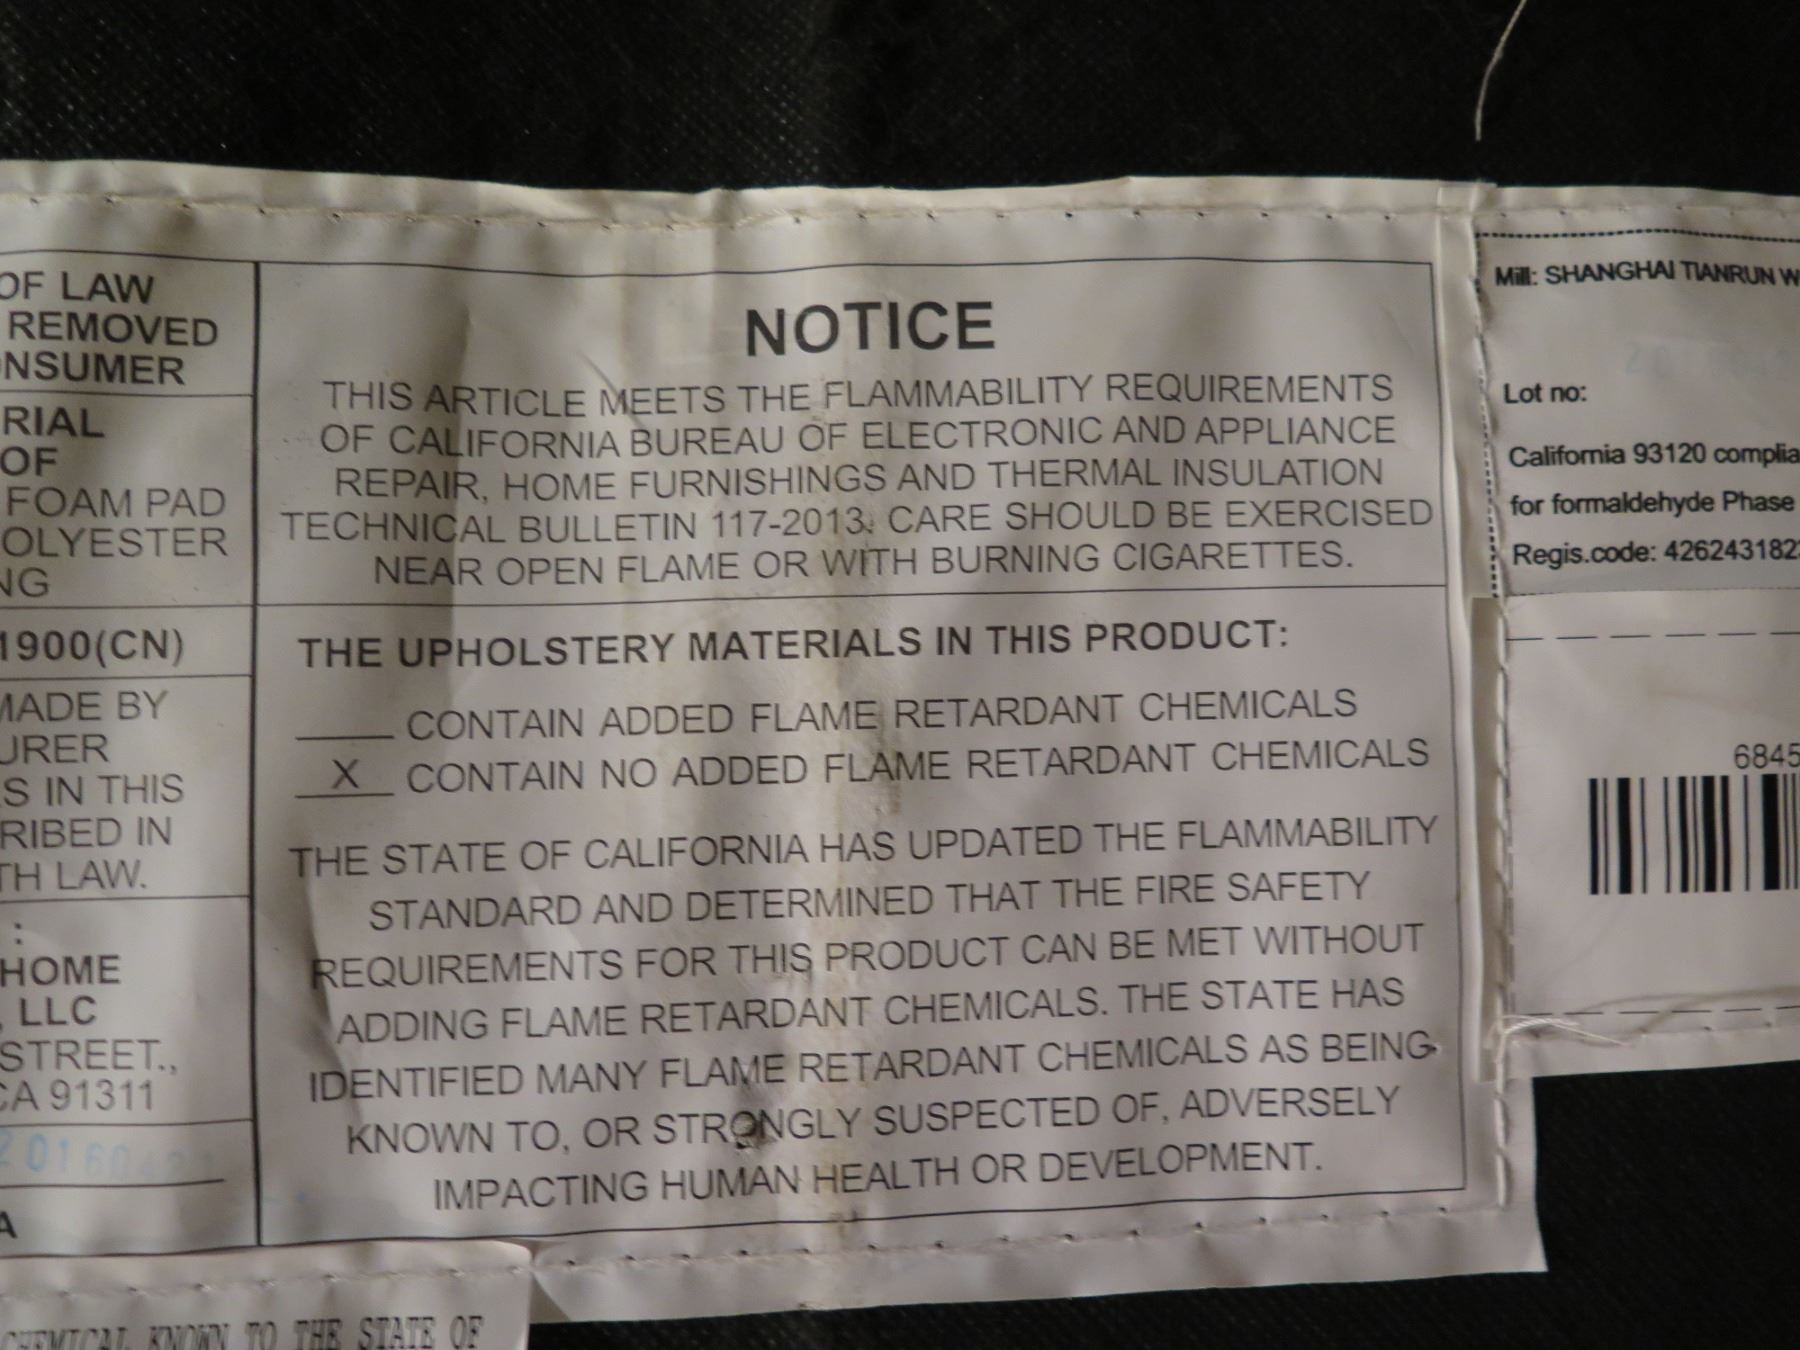 OF LAW
REMOVED
ONSUMER
RIAL
OF
FOAM PAD
OLYESTER
NG
1900(CN)
MADE BY
URER
S IN THIS
RIBED IN
TH LAW.
:
HOME
, LLC
STREET.,
CA 91311
A
NOTICE
THIS ARTICLE MEETS THE FLAMMABILITY REQUIREMENTS
OF CALIFORNIA BUREAU OF ELECTRONIC AND APPLIANCE
REPAIR, HOME FURNISHINGS AND THERMAL INSULATION
TECHNICAL BULLETIN 117-2013. CARE SHOULD BE EXERCISED
NEAR OPEN FLAME OR WITH BURNING CIGARETTES.
THE UPHOLSTERY MATERIALS IN THIS PRODUCT:
____ CONTAIN ADDED FLAME RETARDANT CHEMICALS
X CONTAIN NO ADDED FLAME RETARDANT CHEMICALS
THE STATE OF CALIFORNIA HAS UPDATED THE FLAMMABILITY
STANDARD AND DETERMINED THAT THE FIRE SAFETY
REQUIREMENTS FOR THIS PRODUCT CAN BE MET WITHOUT
ADDING FLAME RETARDANT CHEMICALS. THE STATE HAS
IDENTIFIED MANY FLAME RETARDANT CHEMICALS AS BEING
KNOWN TO, OR STRONGLY SUSPECTED OF, ADVERSELY
IMPACTING HUMAN HEALTH OR DEVELOPMENT.
Mill: SHANGHAI TIANRUN W
Lot no:
California 93120 complia
for formaldehyde Phase
Regis.code: 426243182
6845
CHEMICAL KNOWN TO THE STATE OF